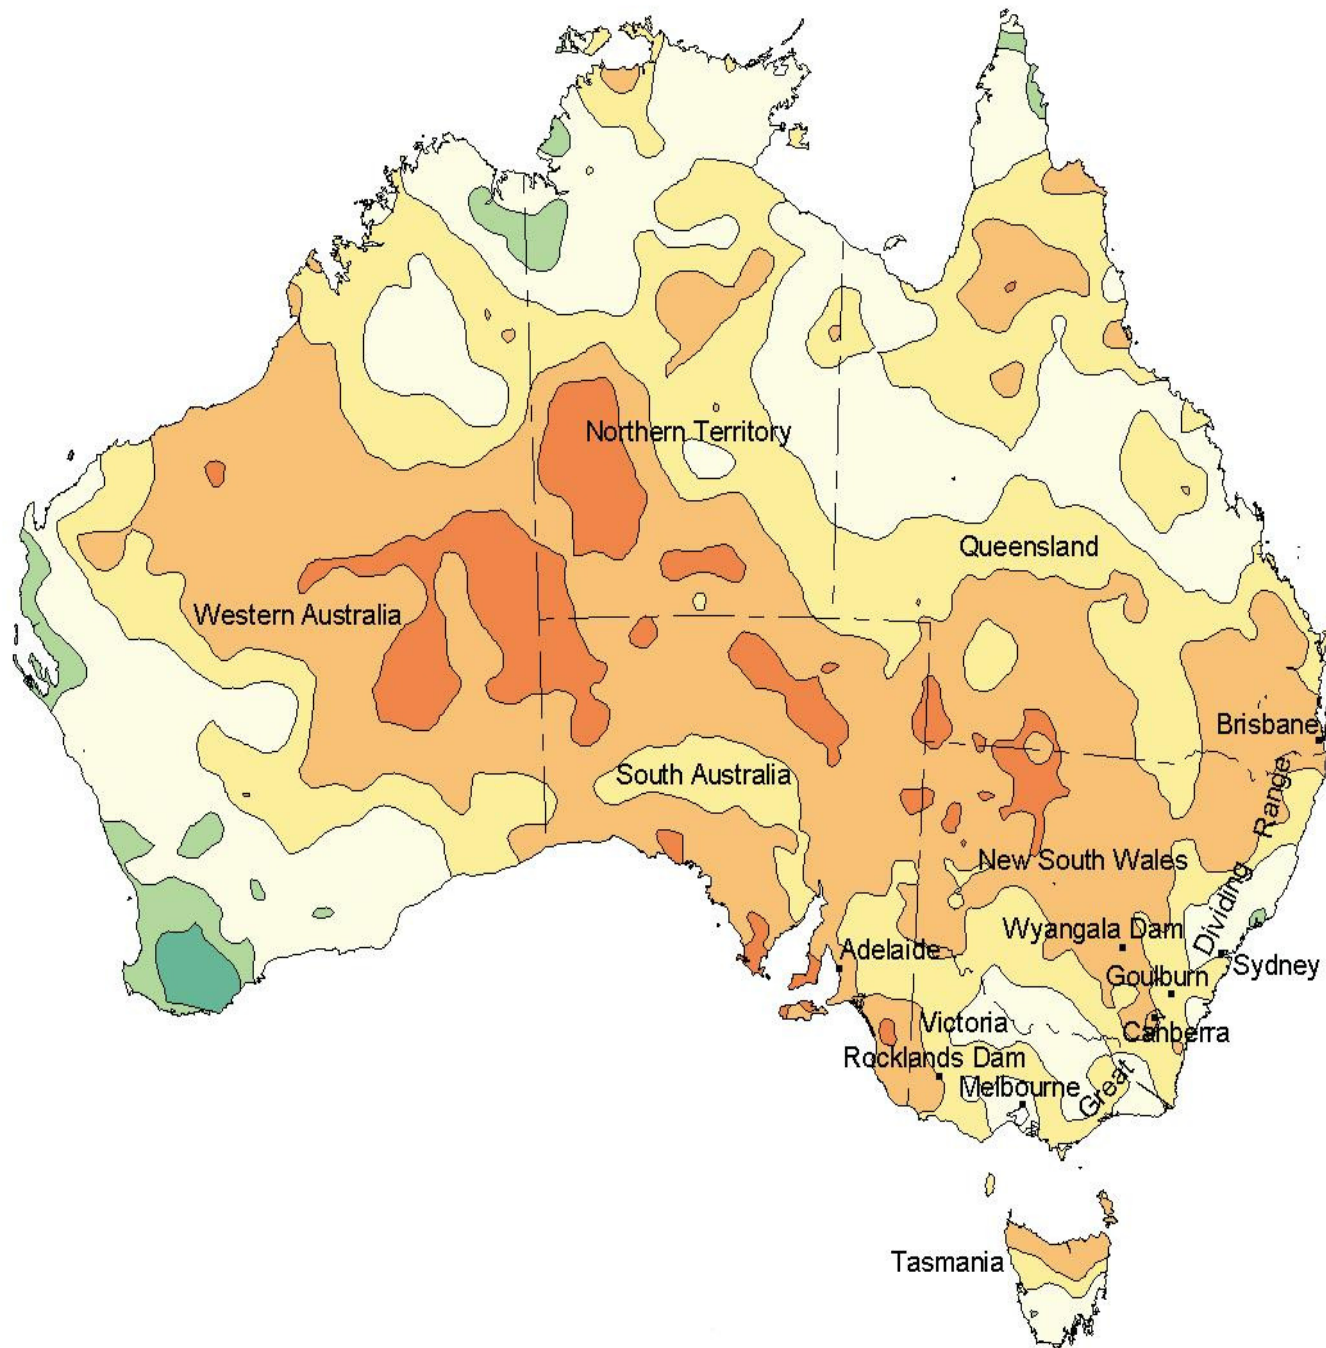 Northern Territory
Queensland
Western Australia
Brisbane
South Australia
New South Wales
Great Dividing Range
Wyangala Dam
Adelaide
Sydney
Goulburn
Victoria
Canberra
Rocklands Dam
Melbourne
Tasmania